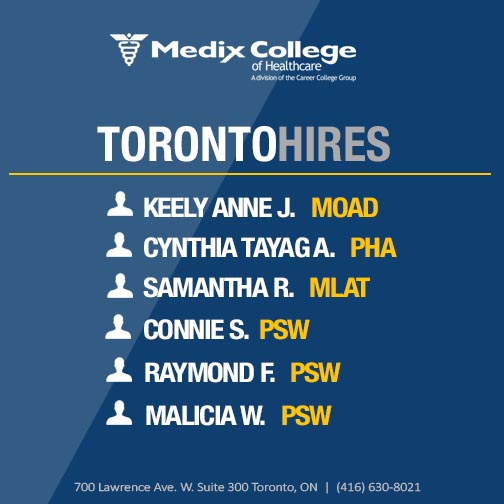 Medix College
of Healthcare
A division of the Career College Group
TORONTOHIRES
KEELY ANNE J. MOAD
CYNTHIA TAYAG A. PHA
SAMANTHA R. MLAT
CONNIE S. PSW
RAYMOND F. PSW
MALICIA W. PSW
700 Lawrence Ave. W. Suite 300 Toronto, ON | (416) 630-8021